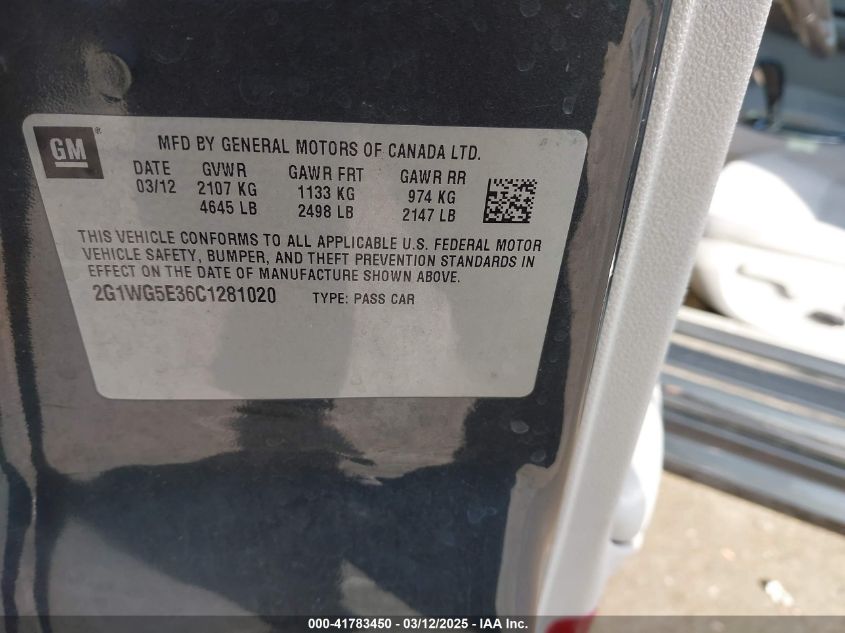 GM ®
MFD BY GENERAL MOTORS OF CANADA LTD.
DATE GVWR GAWR FRT GAWR RR
03/12 2107 KG 1133 KG 974 KG
4645 LB 2498 LB 2147 LB
THIS VEHICLE CONFORMS TO ALL APPLICABLE U.S. FEDERAL MOTOR
VEHICLE SAFETY, BUMPER, AND THEFT PREVENTION STANDARDS IN
EFFECT ON THE DATE OF MANUFACTURE SHOWN ABOVE.
2G1WG5E36C1281020 TYPE: PASS CAR
000-41783450 - 03/12/2025 - IAA Inc.